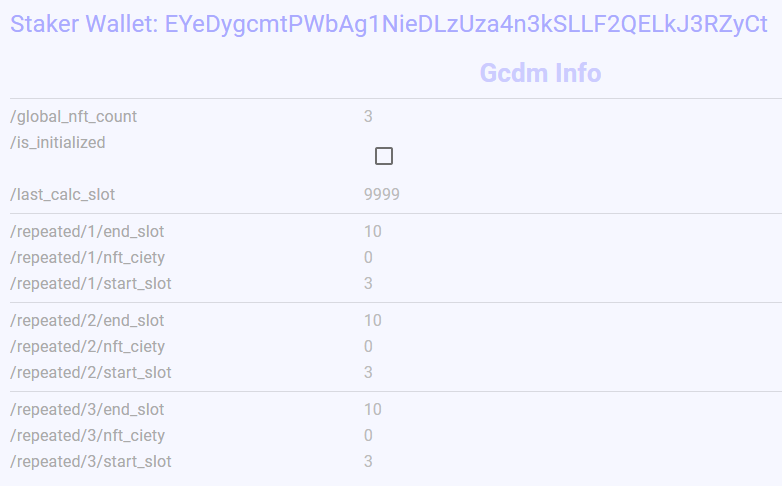 Staker Wallet: EYeDygcmtPWbAg1NieDLzUza4n3kSLLF2QELkJ3RZyCt
Gcdm Info
/global_nft_count 3
/is_initialized
/last_calc_slot 9999
/repeated/1/end_slot 10
/repeated/1/nft_ciety 0
/repeated/1/start_slot 3
/repeated/2/end_slot 10
/repeated/2/nft_ciety 0
/repeated/2/start_slot 3
/repeated/3/end_slot 10
/repeated/3/nft_ciety 0
/repeated/3/start_slot 3